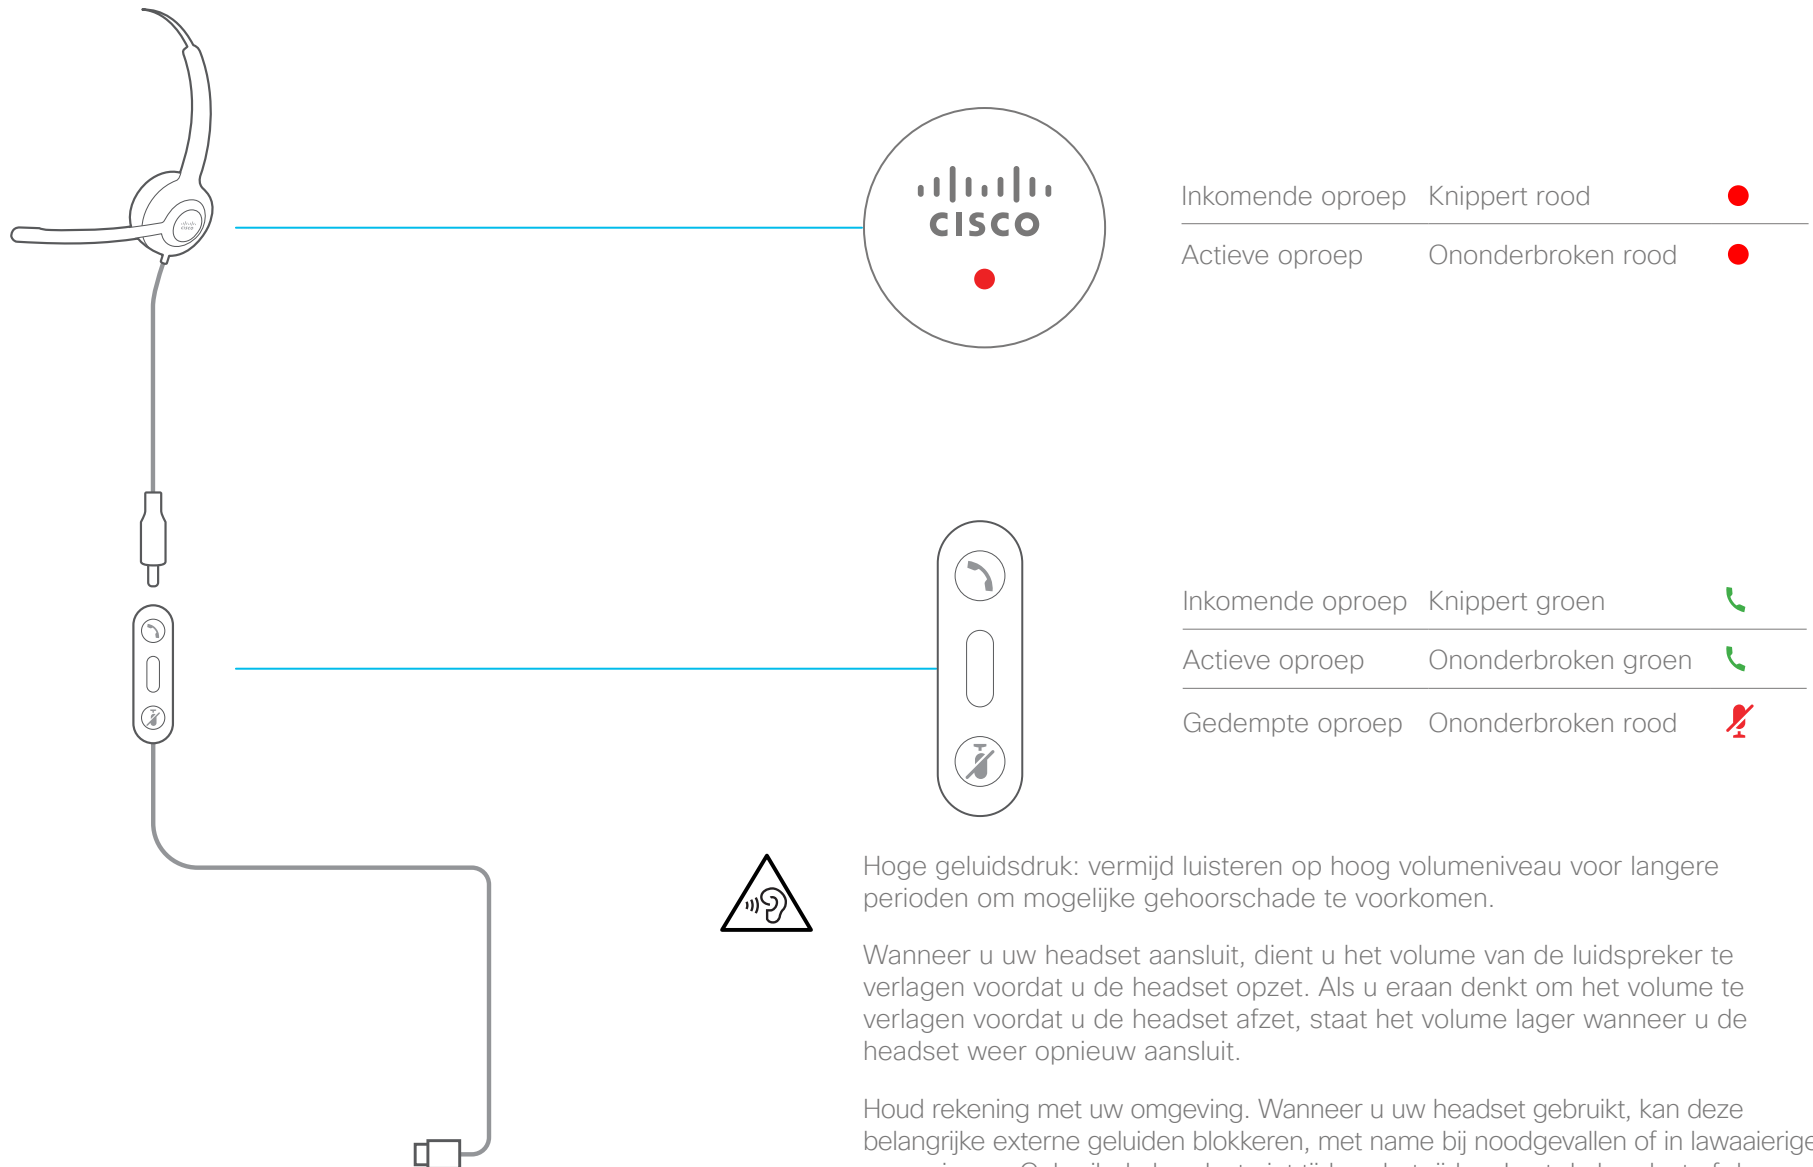 CISCO
Inkomende oproep Knippert rood
Actieve oproep Ononderbroken rood
Inkomende oproep Knippert groen
Actieve oproep Ononderbroken groen
Gedempte oproep Ononderbroken rood
Hoge geluidsdruk: vermijd luisteren op hoog volumeniveau voor langere
perioden om mogelijke gehoorschade te voorkomen.
Wanneer u uw headset aansluit, dient u het volume van de luidspreker te
verlagen voordat u de headset opzet. Als u eraan denkt om het volume te
verlagen voordat u de headset afzet, staat het volume lager wanneer u de
headset weer opnieuw aansluit.
Houd rekening met uw omgeving. Wanneer u uw headset gebruikt, kan deze
belangrijke externe geluiden blokkeren, met name bij noodgevallen of in lawaaierige